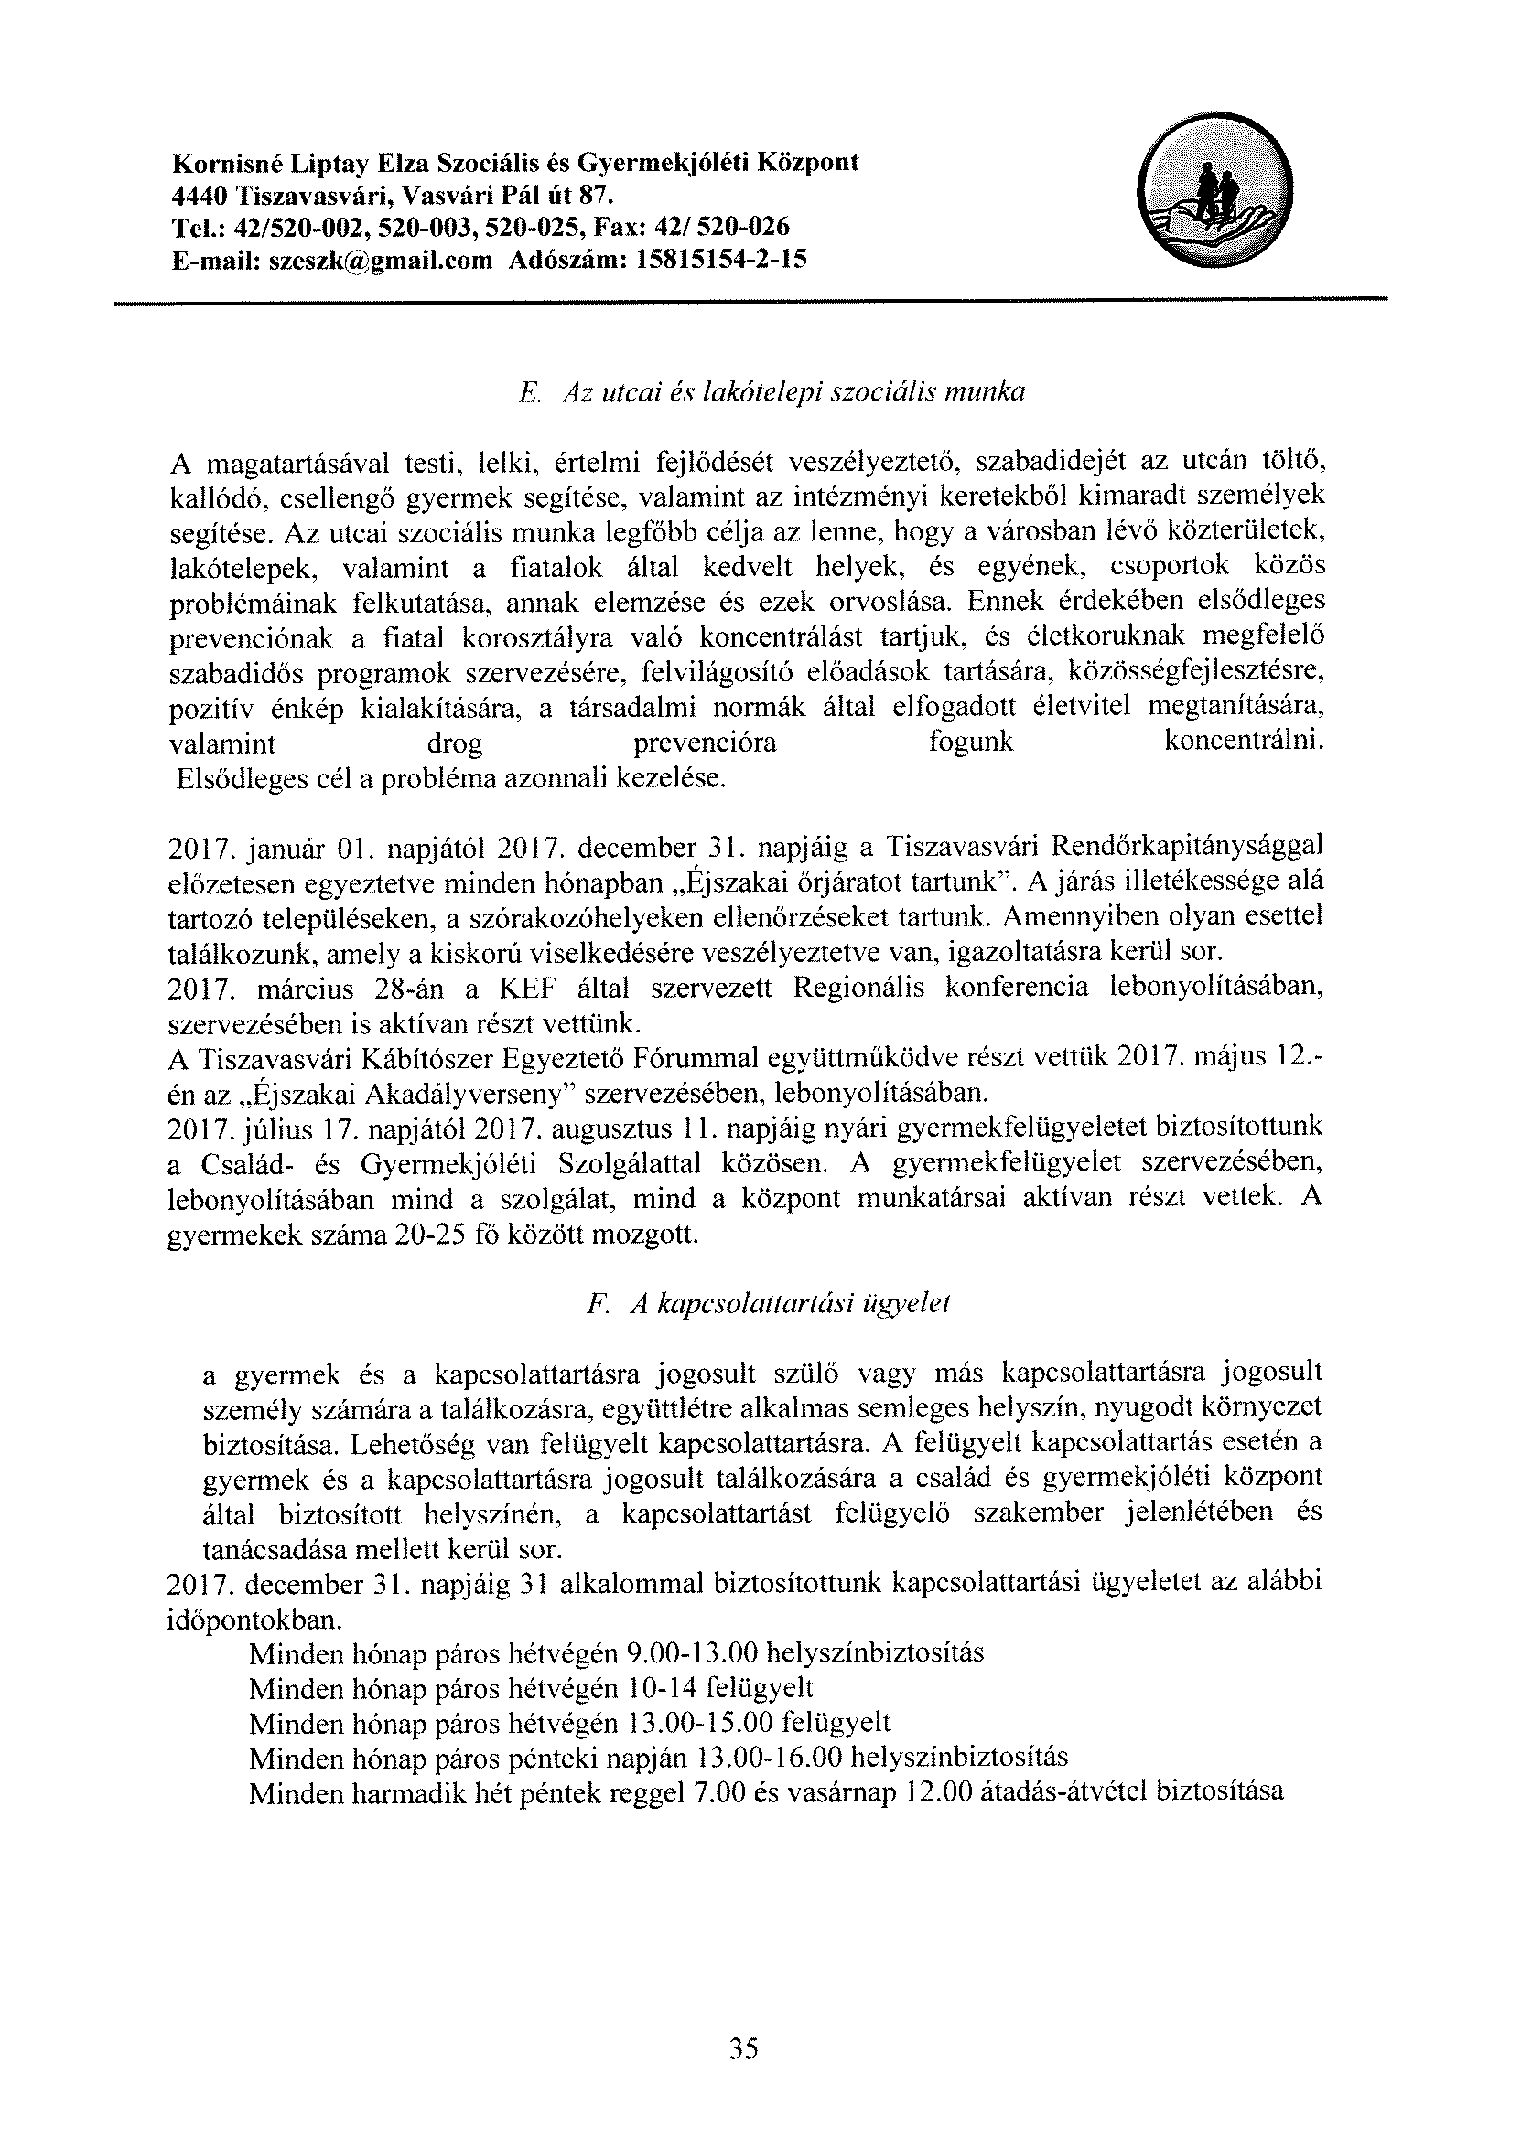 Kornisné Liptay Elza Szociális és Gyermekjóléti Központ
4440 Tiszavasvári, Vasvári Pál út 87.
Tel.: 42/520-002, 520-003, 520-025, Fax: 42/ 520-026
E-mail: szeszk@gmail.com Adószám: 15815154-2-15
E. Az utcai és lakótelepi szociális munka
A magatartásával testi, lelki, értelmi fejlődését veszélyeztető, szabadidejét az utcán töltő,
kallódó, csellengő gyermek segítése, valamint az intézményi keretekből kimaradt személyek
segítése. Az utcai szociális munka legfőbb célja az lenne, hogy a városban lévő közterületek,
lakótelepek, valamint a fiatalok által kedvelt helyek, és egyének, csoportok közös
problémáinak felkutatása, annak elemzése és ezek orvoslása. Ennek érdekében elsődleges
prevenciónak a fiatal korosztályra való koncentrálást tartjuk, és életkoruknak megfelelő
szabadidős programok szervezésére, felvilágosító előadások tartására, közösségfejlesztésre,
pozitív énkép kialakítására, a társadalmi normák által elfogadott életvitel megtanítására,
valamint drog prevencióra fogunk koncentrálni.
Elsődleges cél a probléma azonnali kezelése.
2017. január 01. napjától 2017. december 31. napjáig a Tiszavasvári Rendőrkapitánysággal
előzetesen egyeztetve minden hónapban „Éjszakai őrjáratot tartunk”. A járás illetékessége alá
tartozó településeken, a szórakozóhelyeken ellenőrzéseket tartunk. Amennyiben olyan esettel
találkozunk, amely a kiskorú viselkedésére veszélyeztetve van, igazoltatásra kerül sor.
2017. március 28-án a KEF által szervezett Regionális konferencia lebonyolításában,
szervezésében is aktívan részt vettünk.
A Tiszavasvári Kábítószer Egyeztető Fórummal együttműködve részt vettük 2017. május 12.-
én az „Éjszakai Akadályverseny” szervezésében, lebonyolításában.
2017. július 17. napjától 2017. augusztus 11. napjáig nyári gyermekfelügyeletet biztosítottunk
a Család- és Gyermekjóléti Szolgálattal közösen. A gyermekfelügyelet szervezésében,
lebonyolításában mind a szolgálat, mind a központ munkatársai aktívan részt vettek. A
gyermekek száma 20-25 fő között mozgott.
F. A kapcsolattartási ügyelet
a gyermek és a kapcsolattartásra jogosult szülő vagy más kapcsolattartásra jogosult
személy számára a találkozásra, együttlétre alkalmas semleges helyszín, nyugodt környezet
biztosítása. Lehetőség van felügyelt kapcsolattartásra. A felügyelt kapcsolattartás esetén a
gyermek és a kapcsolattartásra jogosult találkozására a család és gyermekjóléti központ
által biztosított helyszínén, a kapcsolattartást felügyelő szakember jelenlétében és
tanácsadása mellett kerül sor.
2017. december 31. napjáig 31 alkalommal biztosítottunk kapcsolattartási ügyeletet az alábbi
időpontokban.
Minden hónap páros hétvégén 9.00-13.00 helyszínbiztosítás
Minden hónap páros hétvégén 10-14 felügyelt
Minden hónap páros hétvégén 13.00-15.00 felügyelt
Minden hónap páros pénteki napján 13.00-16.00 helyszínbiztosítás
Minden harmadik hét péntek reggel 7.00 és vasárnap 12.00 átadás-átvétel biztosítása
35